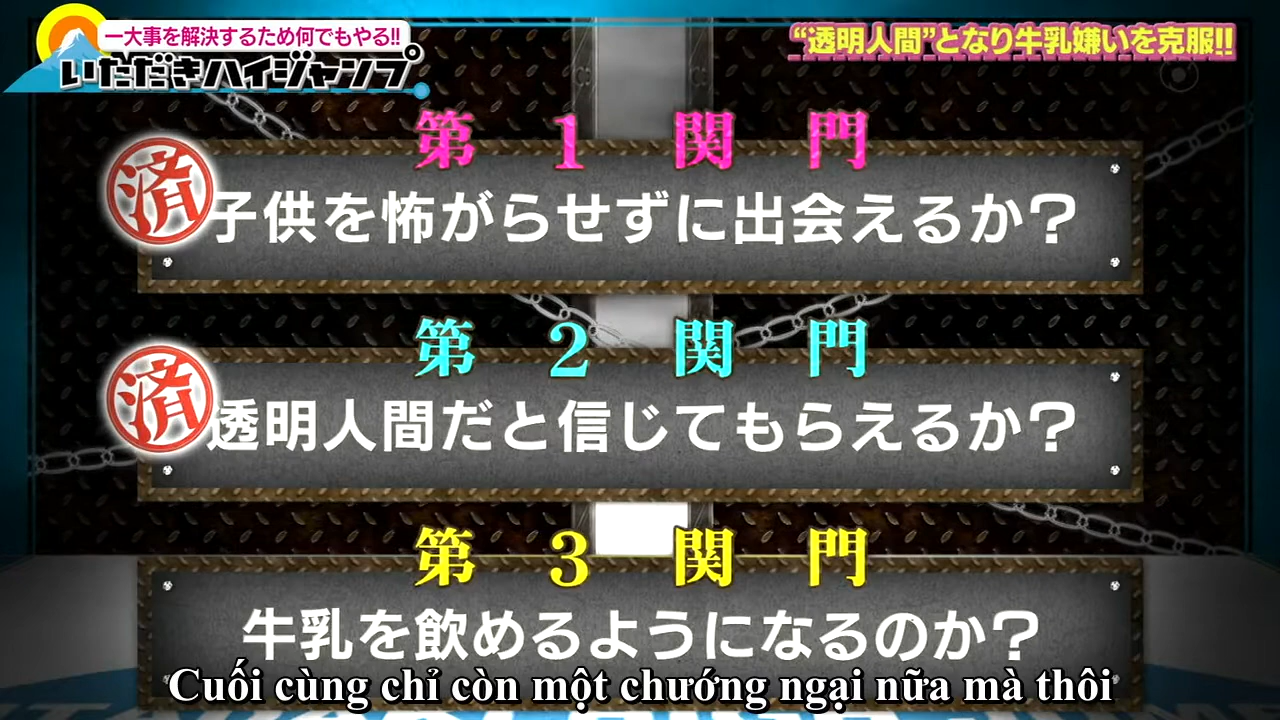 一大事を解決するため何でもやる!!
いただきハイジャンプ
“透明人間”となり牛乳嫌いを克服!!
第1関門
済
子供を怖がらせずに出会えるか?
第2関門
済
透明人間だと信じてもらえるか?
第3関門
牛乳を飲めるようになるのか?
Cuối cùng chỉ còn một chướng ngại nữa mà thôi